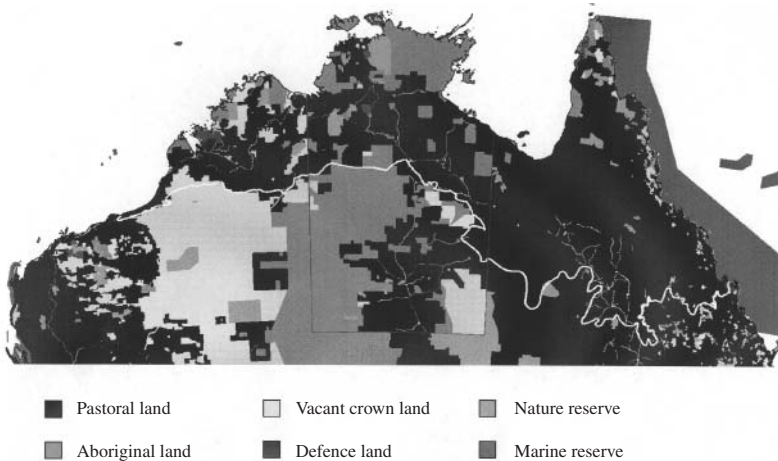 Pastoral land
Vacant crown land
Nature reserve
Aboriginal land
Defence land
Marine reserve